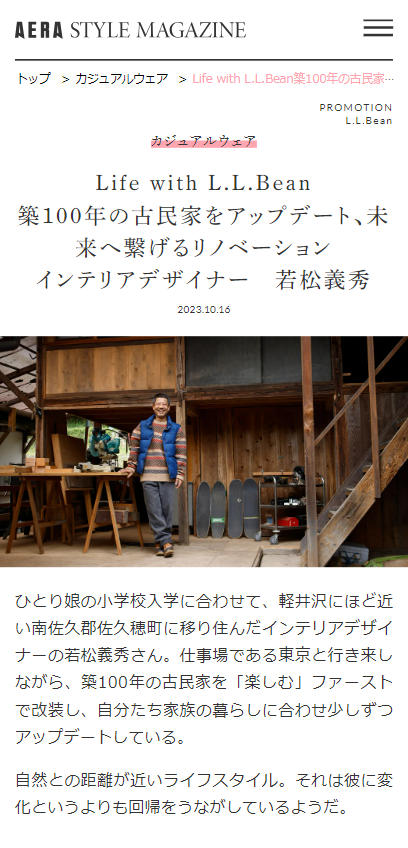 AERA STYLE MAGAZINE
トップ > カジュアルウェア > Life with L.L.Bean築100年の古民家…
PROMOTION
L.L.Bean
カジュアルウェア
Life with L.L.Bean
築100年の古民家をアップデート、未
来へ繋げるリノベーション
インテリアデザイナー　若松義秀
2023.10.16
ひとり娘の小学校入学に合わせて、軽井沢にほど近
い南佐久郡佐久穂町に移り住んだインテリアデザイ
ナーの若松義秀さん。仕事場である東京と行き来し
ながら、築100年の古民家を「楽しむ」ファースト
で改装し、自分たち家族の暮らしに合わせ少しずつ
アップデートしている。
自然との距離が近いライフスタイル。それは彼に変
化というよりも回帰をうながしているようだ。